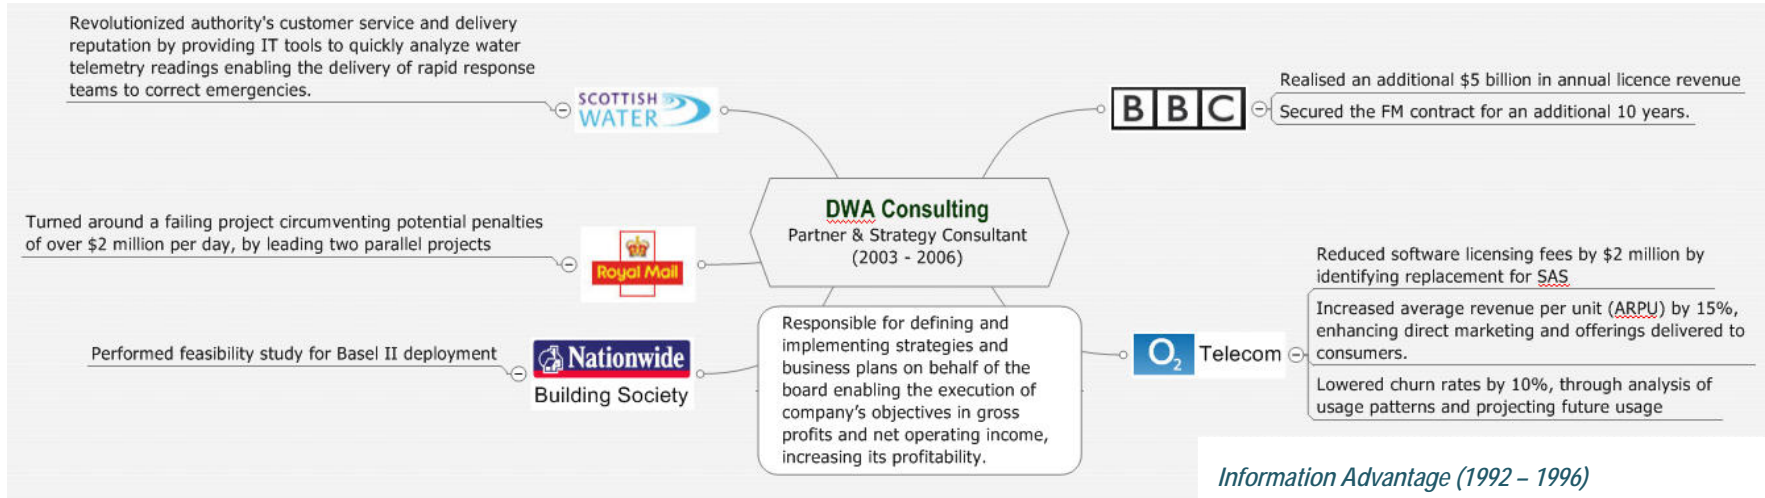 Revolutionized authority's customer service and delivery
reputation by providing IT tools to quickly analyze water
telemetry readings enabling the delivery of rapid response
teams to correct emergencies.
SCOTTISH
WATER
BBC
Realised an additional $5 billion in annual licence revenue
Secured the FM contract for an additional 10 years.
DWA Consulting
Partner & Strategy Consultant
(2003 - 2006)
Turned around a failing project circumventing potential penalties
of over $2 million per day, by leading two parallel projects
Royal Mail
Performed feasibility study for Basel II deployment
Nationwide
Building Society
Responsible for defining and
implementing strategies and
business plans on behalf of the
board enabling the execution of
company's objectives in gross
profits and net operating income,
increasing its profitability.
O2 Telecom
Reduced software licensing fees by $2 million by
identifying replacement for SAS
Increased average revenue per unit (ARPU) by 15%,
enhancing direct marketing and offerings delivered to
consumers.
Lowered churn rates by 10%, through analysis of
usage patterns and projecting future usage
Information Advantage (1992 – 1996)